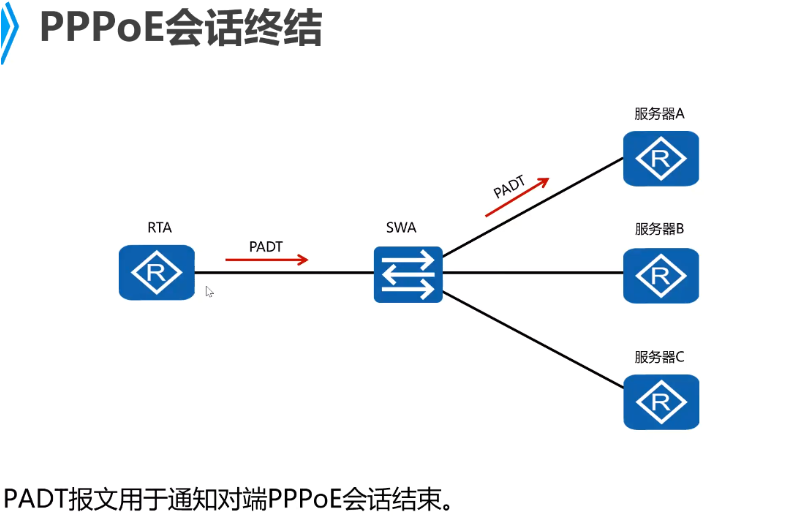 PPPoE会话终结
服务器A
PADT
RTA
SWA
服务器B
PADT
R
R
R
服务器C
R
PADT报文用于通知对端PPPoE会话结束。